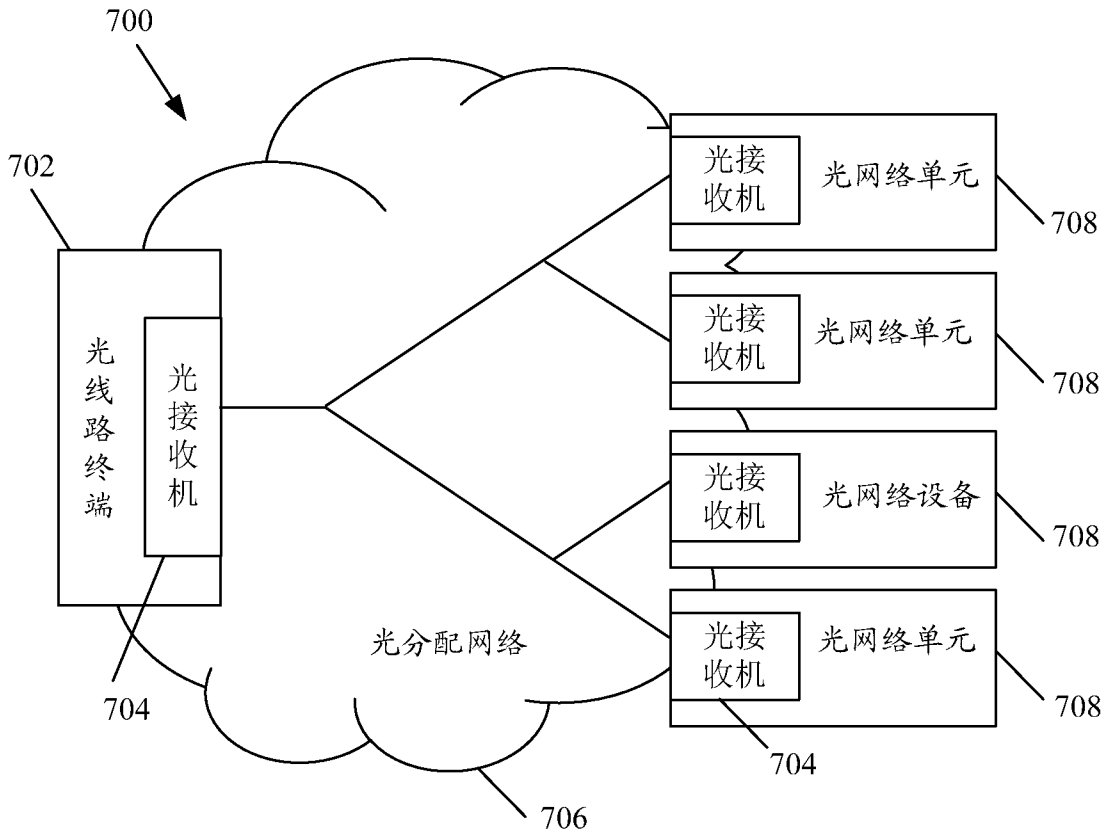 700
702
光线路终端
光接收机
704
光分配网络
706
光接
收机
光网络单元
708
光接
收机
光网络单元
708
光接
收机
光网络设备
708
光接
收机
光网络单元
708
704